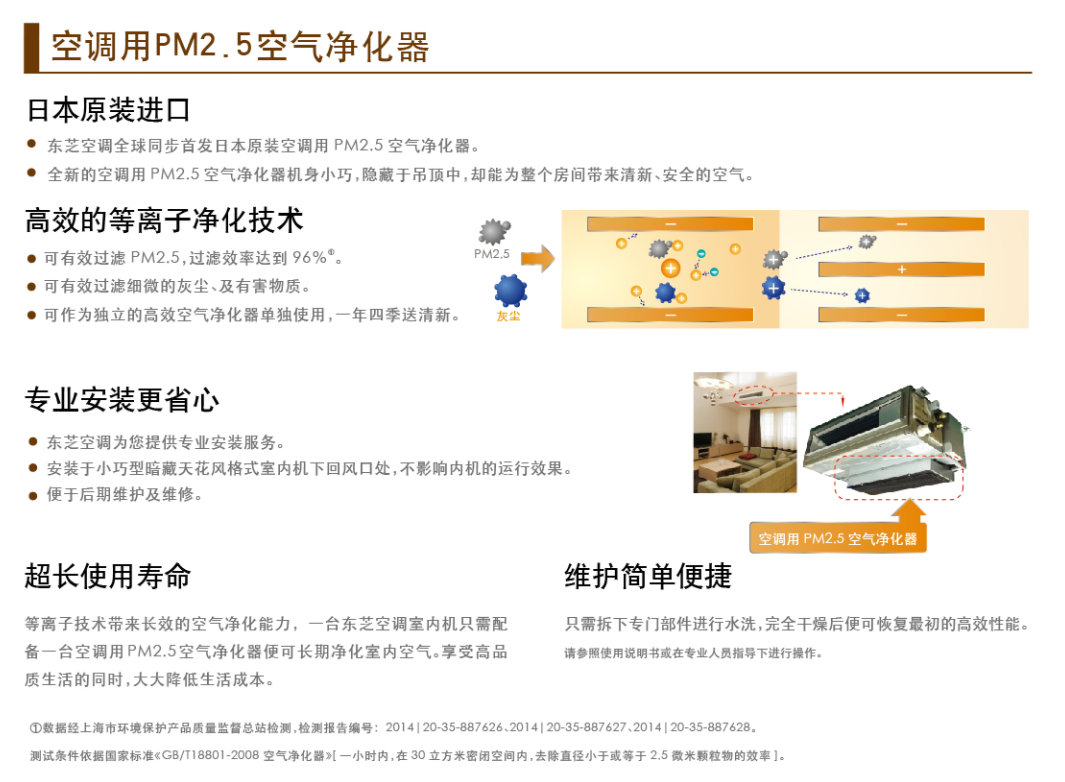 空调用PM2.5空气净化器
日本原装进口
● 东芝空调全球同步首发日本原装空调用 PM2.5 空气净化器。
● 全新的空调用 PM2.5 空气净化器机身小巧,隐藏于吊顶中,却能为整个房间带来清新、安全的空气。
高效的等离子净化技术
● 可有效过滤 PM2.5,过滤效率达到 96%①。
● 可有效过滤细微的灰尘、及有害物质。
● 可作为独立的高效空气净化器单独使用,一年四季送清新。
PM2.5
灰尘
专业安装更省心
● 东芝空调为您提供专业安装服务。
● 安装于小巧型暗藏天花风格式室内机下回风口处,不影响内机的运行效果。
● 便于后期维护及维修。
空调用 PM2.5 空气净化器
超长使用寿命
等离子技术带来长效的空气净化能力，一台东芝空调室内机只需配
备一台空调用PM2.5空气净化器便可长期净化室内空气。享受高品
质生活的同时,大大降低生活成本。
维护简单便捷
只需拆下专门部件进行水洗,完全干燥后便可恢复最初的高效性能。
请参照使用说明书或在专业人员指导下进行操作。
①数据经上海市环境保护产品质量监督总站检测,检测报告编号：2014|20-35-887626、2014|20-35-887627、2014|20-35-887628。
测试条件依据国家标准《GB/T18801-2008 空气净化器》[ 一小时内,在 30 立方米密闭空间内,去除直径小于或等于 2.5 微米颗粒物的效率 ]。